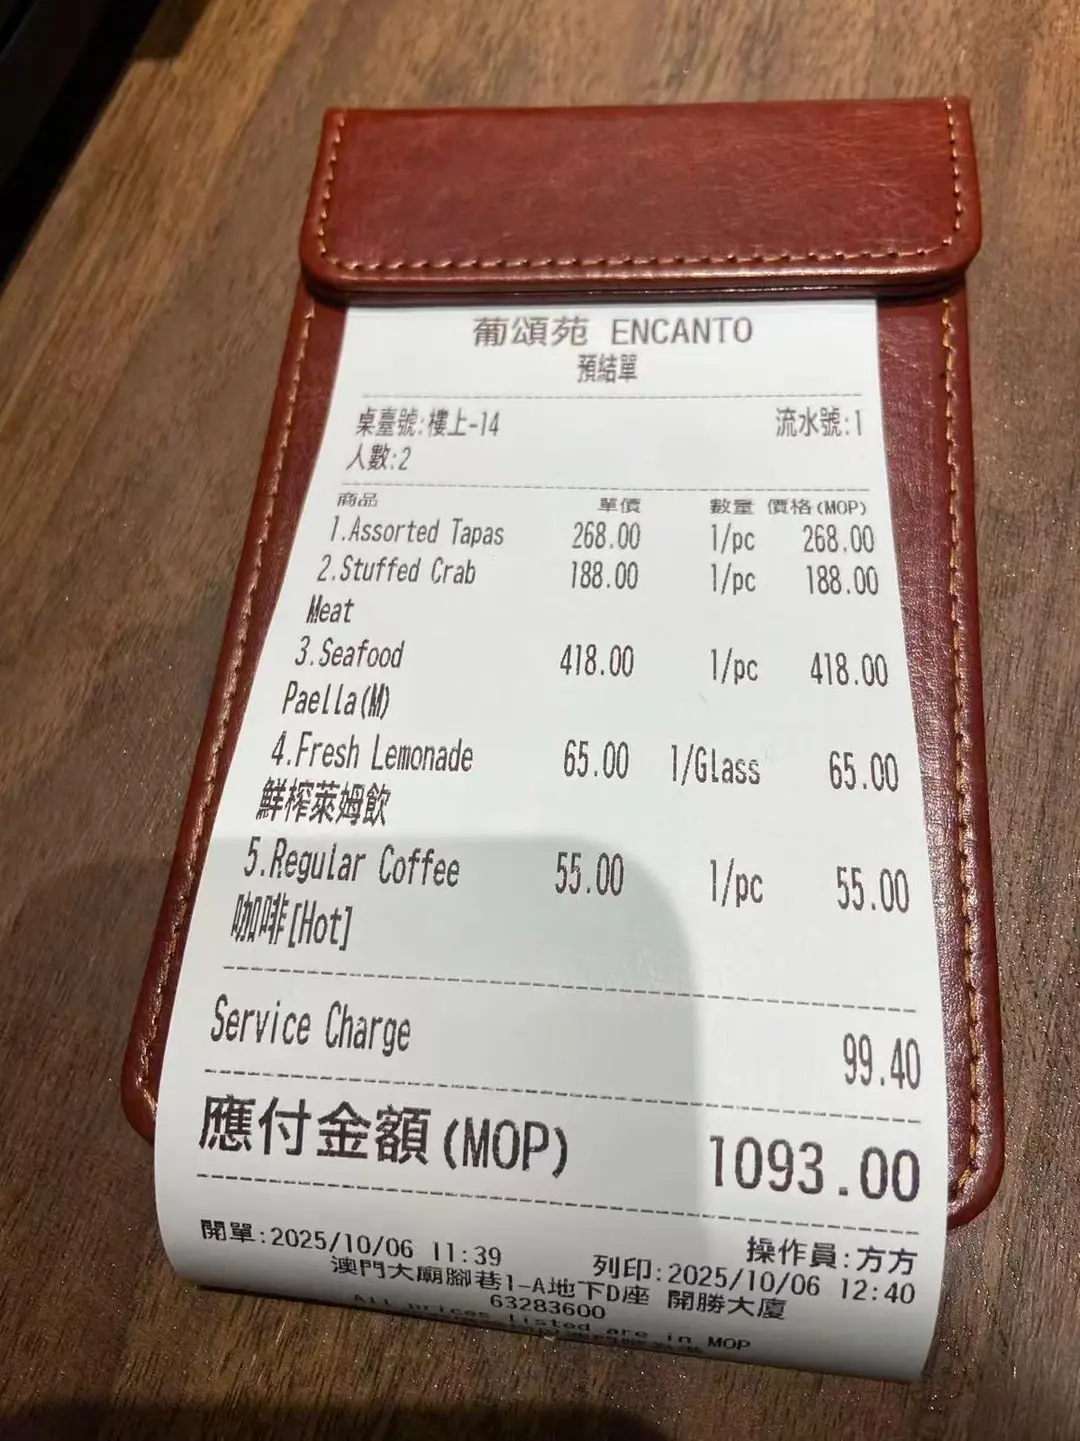 葡頌苑 ENCANTO
預結單
桌臺號:樓上-14 流水號:1
人數:2
商品 單價 數量 價格(MOP)
1.Assorted Tapas 268.00 1/pc 268.00
2.Stuffed Crab 188.00 1/pc 188.00
Meat
3.Seafood 418.00 1/pc 418.00
Paella(M)
4.Fresh Lemonade 65.00 1/Glass 65.00
鮮榨萊姆飲
5.Regular Coffee 55.00 1/pc 55.00
咖啡[Hot]
Service Charge 99.40
應付金額(MOP) 1093.00
操作員:方方
開單:2025/10/06 11:39 列印:2025/10/06 12:40
澳門大廟腳巷1-A地下D座 開勝大廈
63283600
All prices listed are in MOP